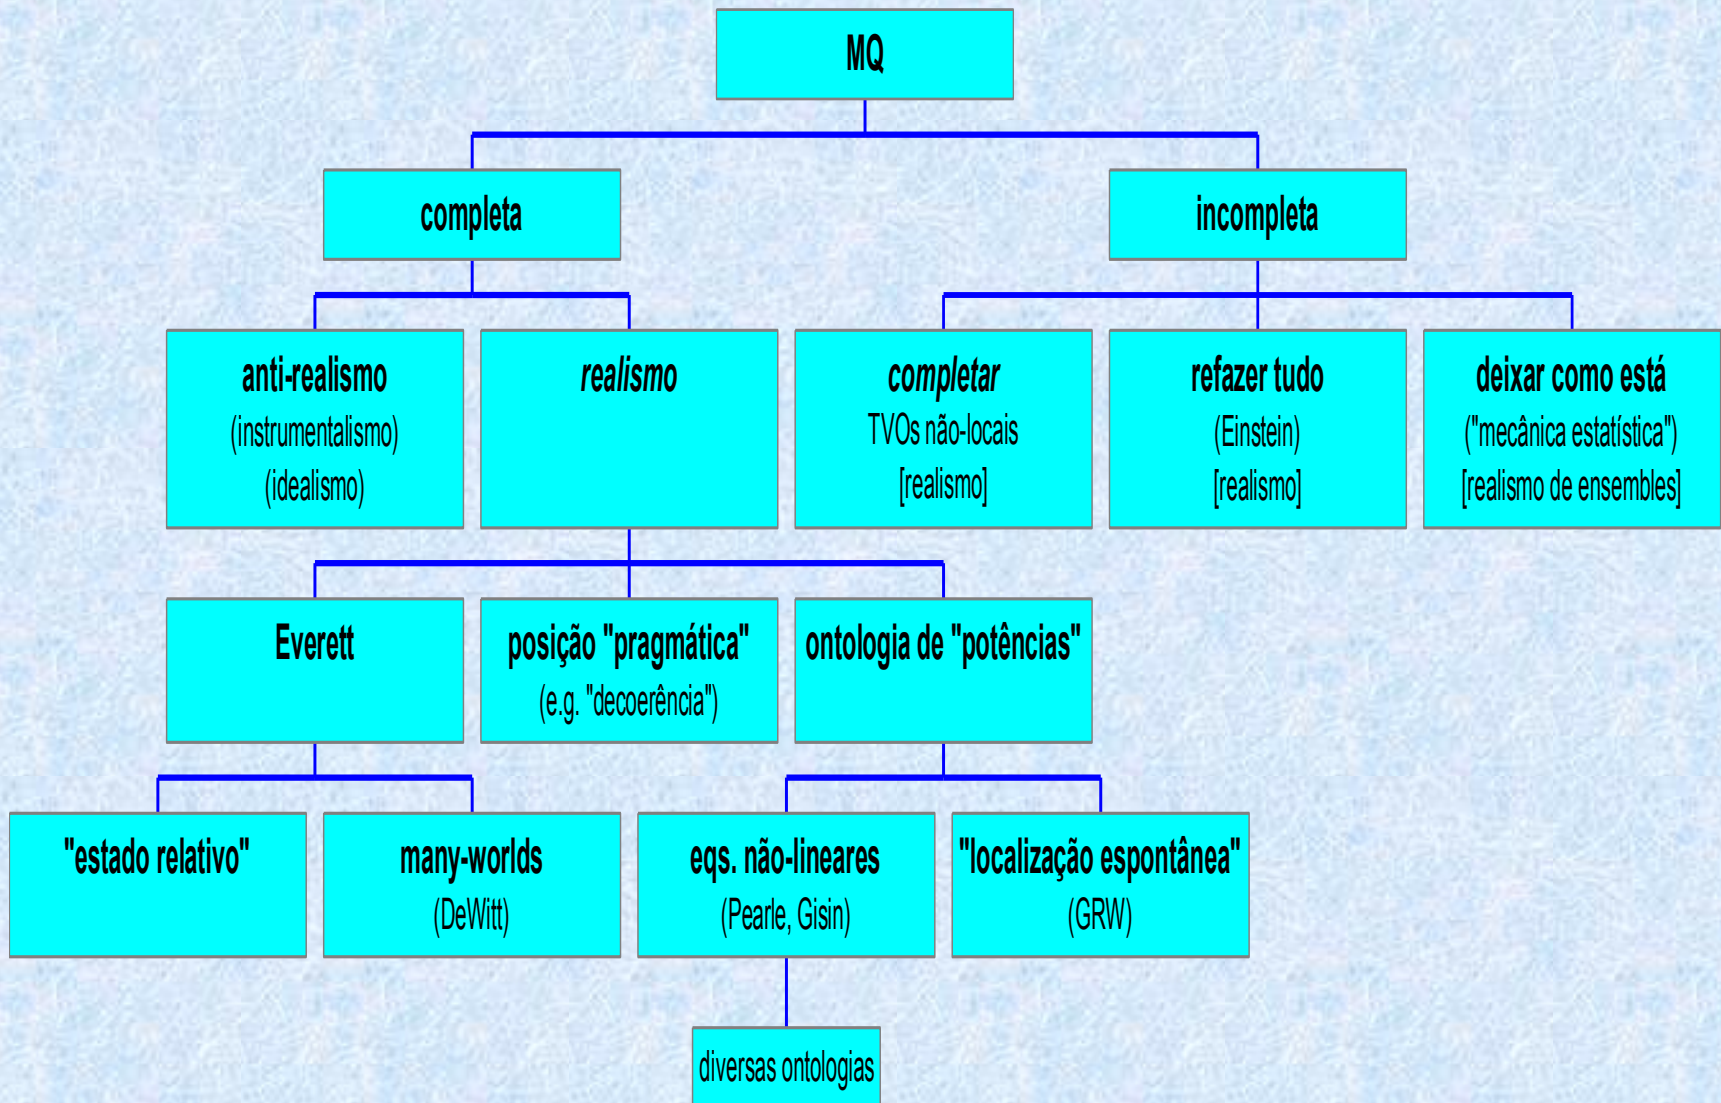 MQ
completa
incompleta
anti-realismo
(instrumentalismo)
(idealismo)
realismo
completar
TVOs não-locais
[realismo]
refazer tudo
(Einstein)
[realismo]
deixar como está
("mecânica estatística")
[realismo de ensembles]
Everett
posição "pragmática"
(e.g. "decoerência")
ontologia de "potências"
"estado relativo"
many-worlds
(DeWitt)
eqs. não-lineares
(Pearle, Gisin)
"localização espontânea"
(GRW)
diversas ontologias